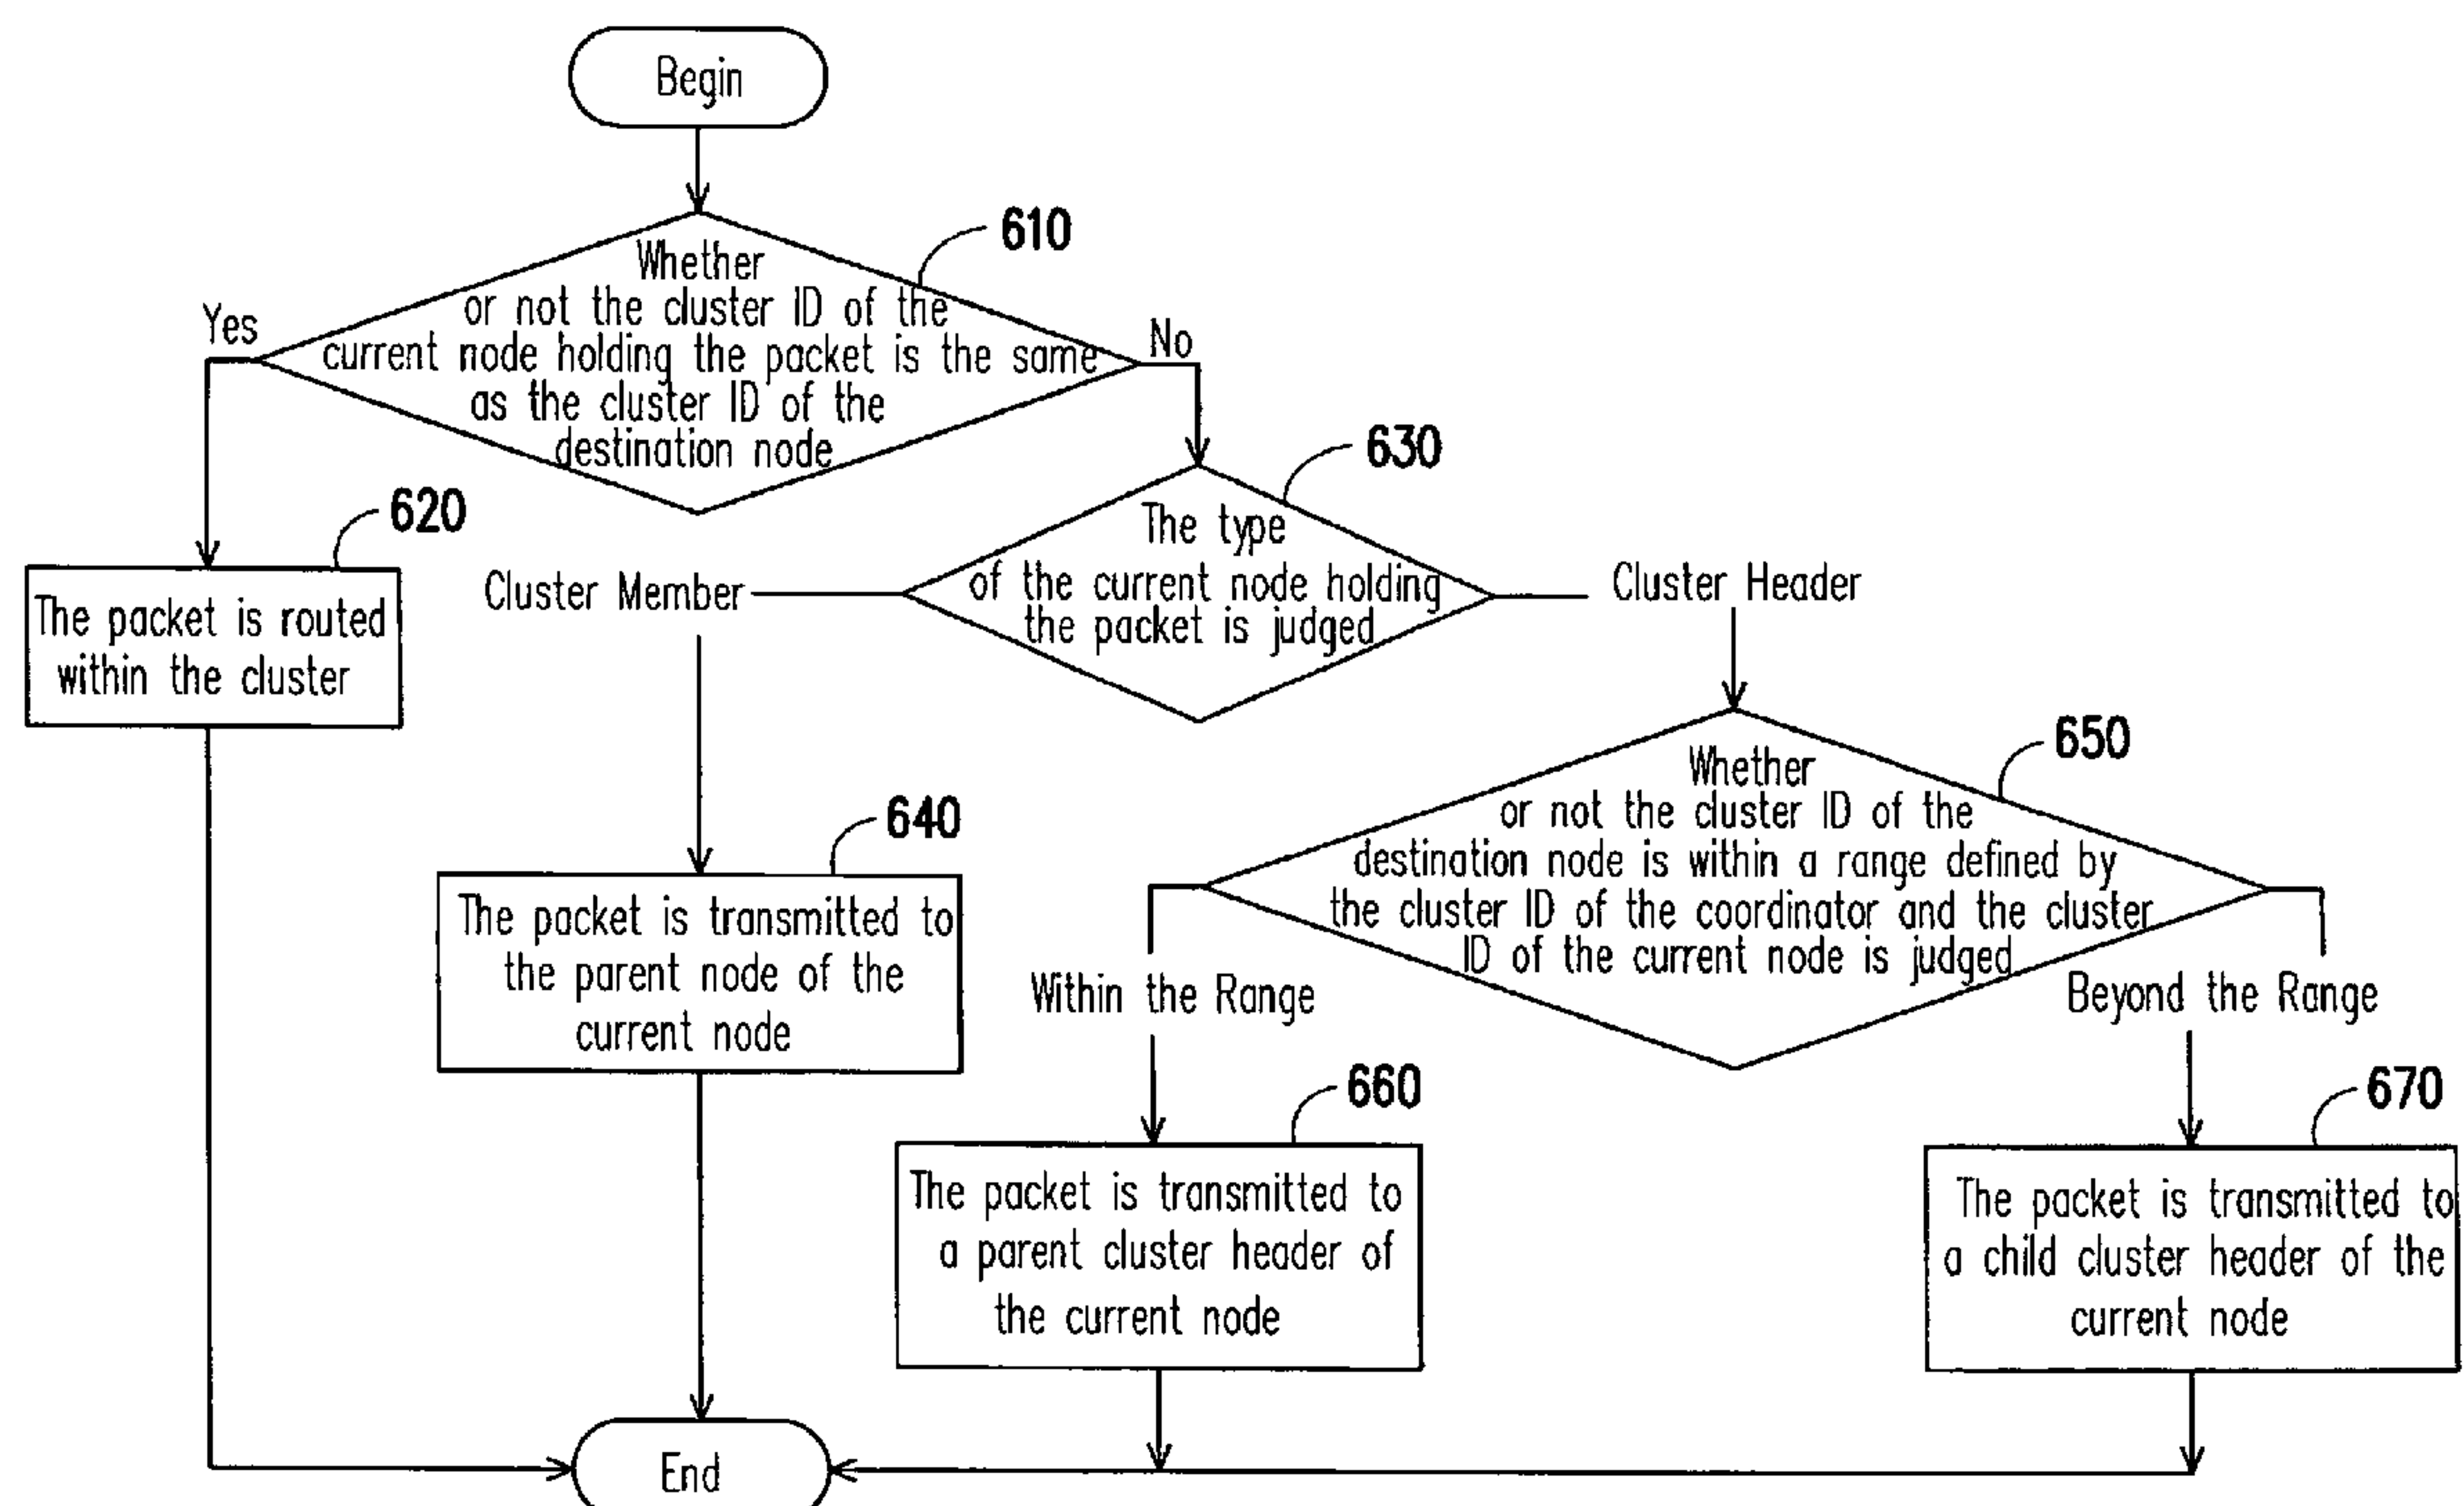 Begin
610
Whether
or not the cluster ID of the
current node holding the packet is the same
as the cluster ID of the
destination node
Yes
No
620
The packet is routed
within the cluster
630
The type
of the current node holding
the packet is judged
Cluster Member
Cluster Header
640
The packet is transmitted to
the parent node of the
current node
650
Whether
or not the cluster ID of the
destination node is within a range defined by
the cluster ID of the coordinator and the cluster
ID of the current node is judged
Within the Range
Beyond the Range
660
The packet is transmitted to
a parent cluster header of
the current node
670
The packet is transmitted to
a child cluster header of the
current node
End